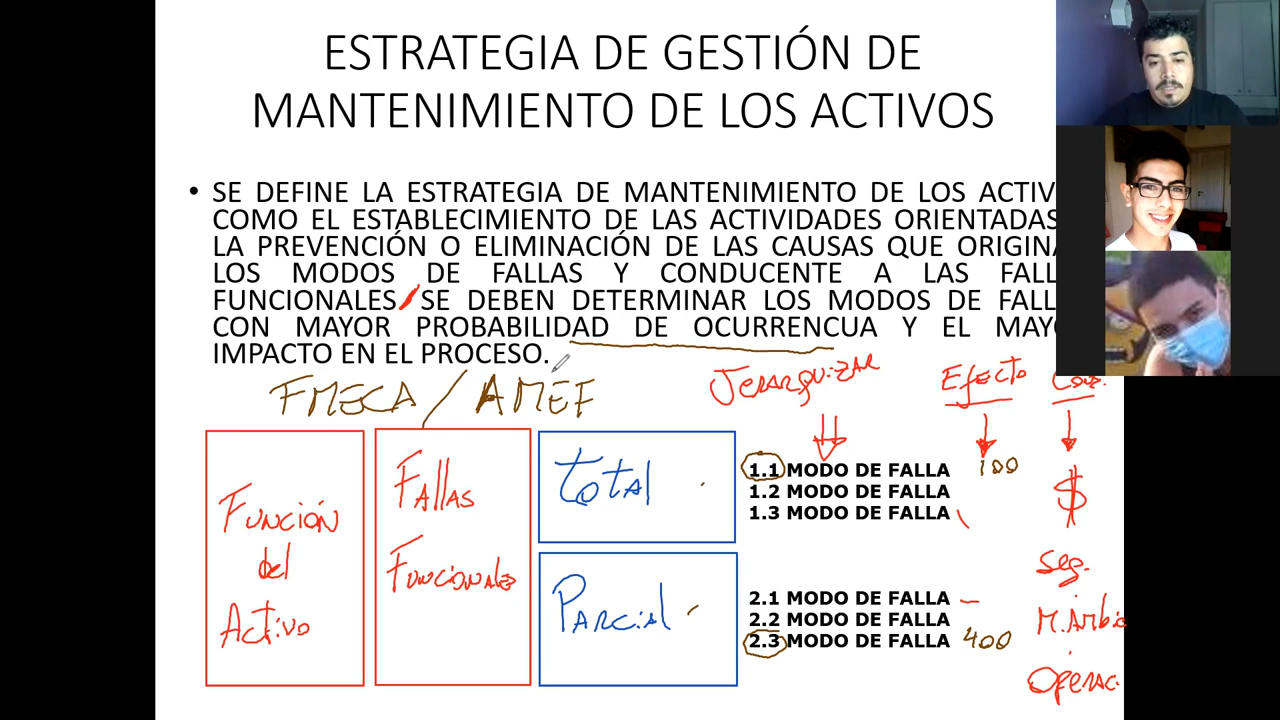 ESTRATEGIA DE GESTIÓN DE
MANTENIMIENTO DE LOS ACTIVOS
• SE DEFINE LA ESTRATEGIA DE MANTENIMIENTO DE LOS ACTIV
COMO EL ESTABLECIMIENTO DE LAS ACTIVIDADES ORIENTADAS
LA PREVENCIÓN O ELIMINACIÓN DE LAS CAUSAS QUE ORIGINA
LOS MODOS DE FALLAS Y CONDUCENTE A LAS FALL
FUNCIONALES SE DEBEN DETERMINAR LOS MODOS DE FALL
CON MAYOR PROBABILIDAD DE OCURRENCUA Y EL MAYO
IMPACTO EN EL PROCESO.
FMECA / AMEF
JERARQUIZAR
Efecto
Función
del
Activo
Fallas
Funcionales
Total
Parcial
1.1 MODO DE FALLA 100
1.2 MODO DE FALLA
1.3 MODO DE FALLA
2.1 MODO DE FALLA
2.2 MODO DE FALLA
2.3 MODO DE FALLA 400
$
Seg.
M. Ambie
Operac.